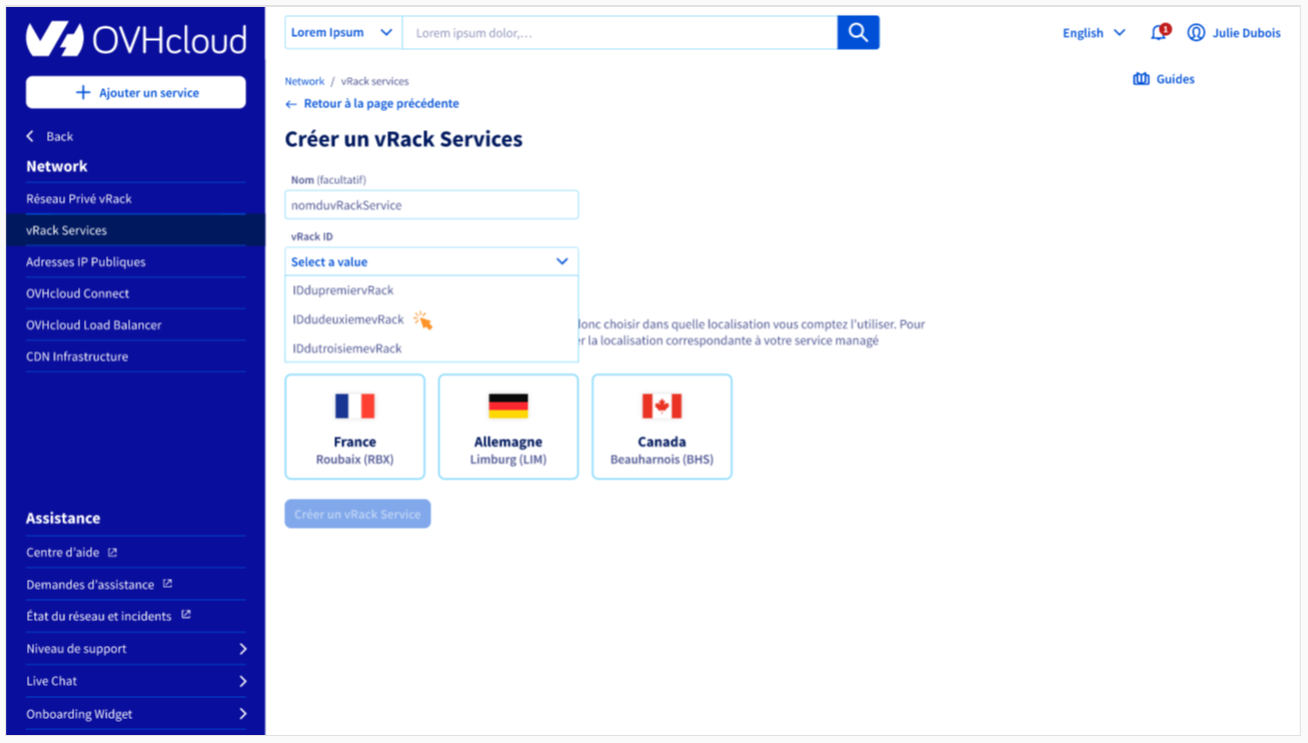 OVHcloud
Lorem Ipsum
Lorem ipsum dolor,...
English
1
Julie Dubois
Ajouter un service
Network / vRack services
Guides
Retour à la page précédente
Back
Créer un vRack Services
Network
Nom (facultatif)
Réseau Privé vRack
nomduvRackService
vRack Services
vRack ID
Adresses IP Publiques
Select a value
OVHcloud Connect
IDdupremiervRack
OVHcloud Load Balancer
IDdudeuxiemevRack
donc choisir dans quelle localisation vous comptez l'utiliser. Pour
la localisation correspondante à votre service managé
CDN Infrastructure
IDdutroisiemevRack
France
Roubaix (RBX)
Allemagne
Limburg (LIM)
Canada
Beauharnois (BHS)
Créer un vRack Service
Assistance
Centre d'aide
Demandes d'assistance
État du réseau et incidents
Niveau de support
Live Chat
Onboarding Widget